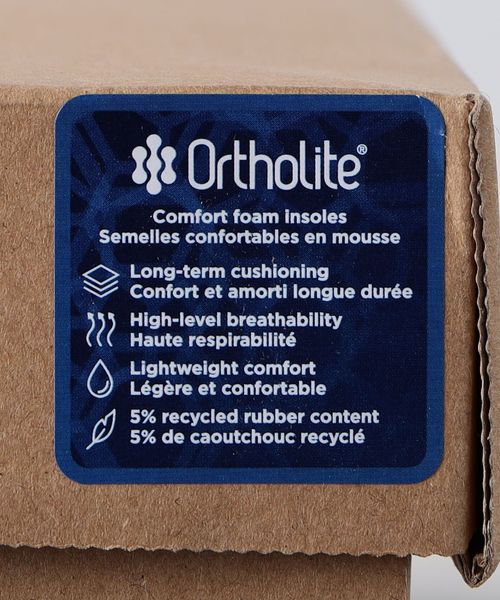 Ortholite®
Comfort foam insoles
Semelles confortables en mousse
Long-term cushioning
Confort et amorti longue durée
High-level breathability
Haute respirabilité
Lightweight comfort
Légère et confortable
5% recycled rubber content
5% de caoutchouc recyclé